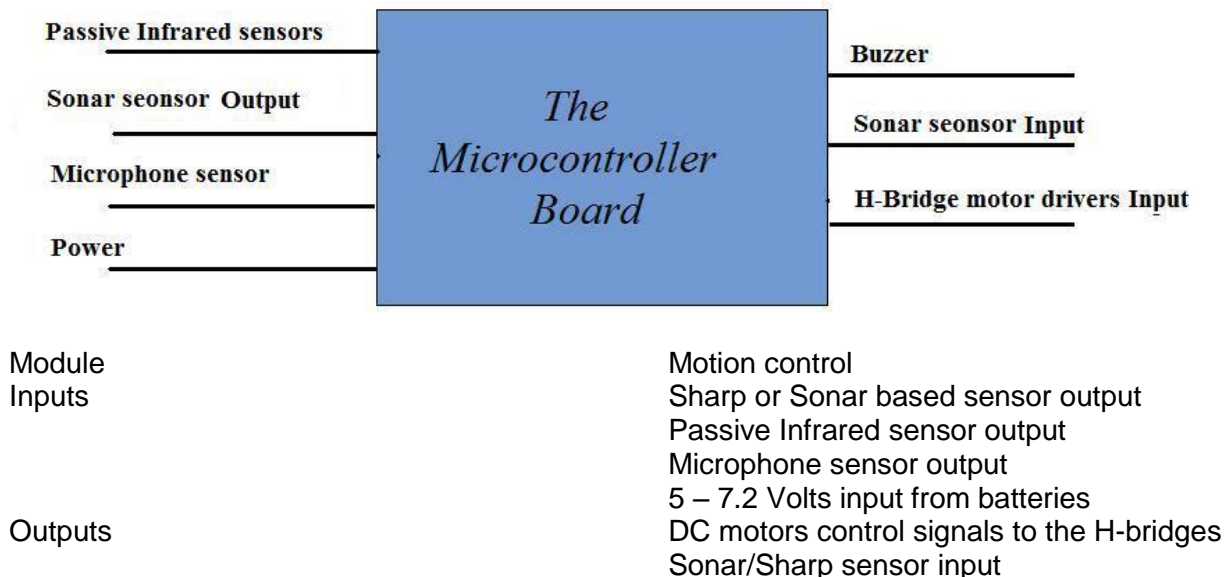 Passive Infrared sensors
Sonar seonsor Output
Microphone sensor
Power
The
Microcontroller
Board
Buzzer
Sonar seonsor Input
H-Bridge motor drivers Input
Module Motion control
Inputs Sharp or Sonar based sensor output
Passive Infrared sensor output
Microphone sensor output
5 – 7.2 Volts input from batteries
Outputs DC motors control signals to the H-bridges
Sonar/Sharp sensor input